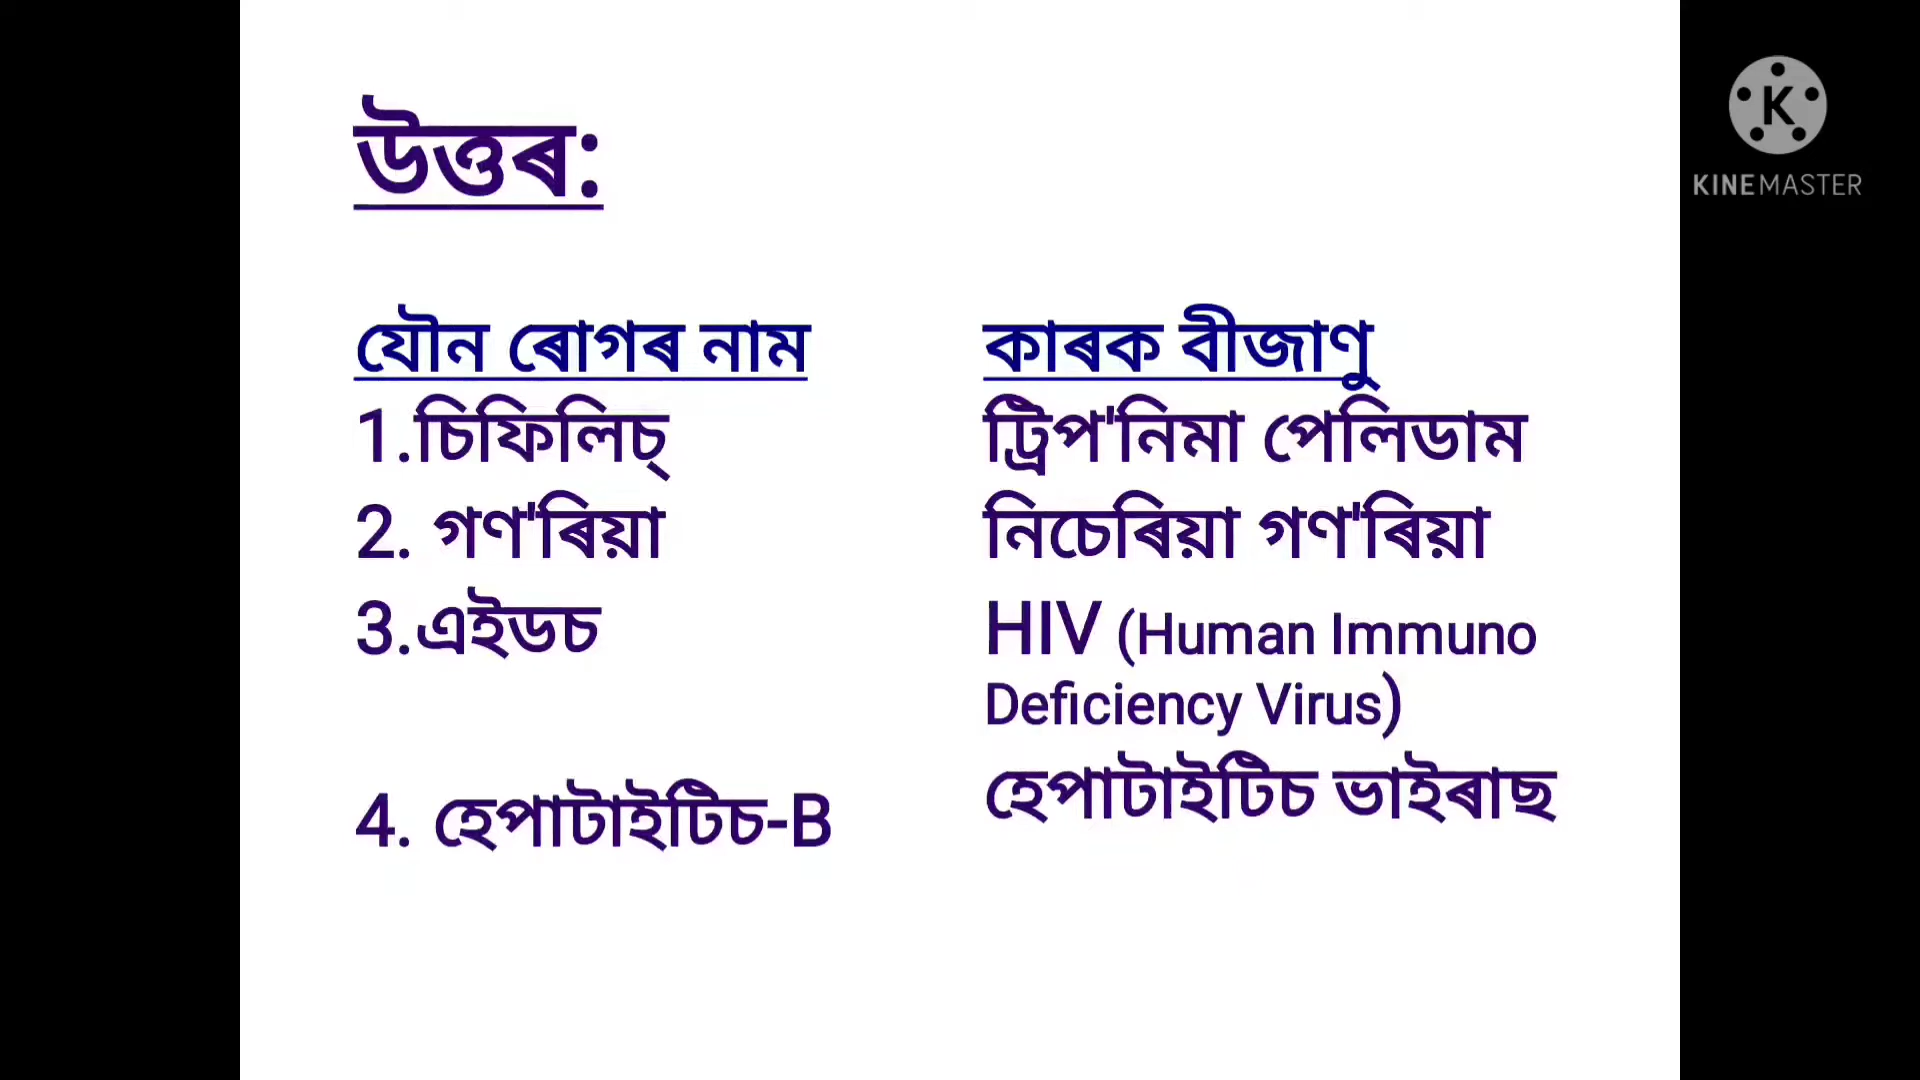 উত্তৰ:
KINEMASTER
যৌন ৰোগৰ নাম
1.চিফিলিচ্
2. গণ'ৰিয়া
3.এইডচ
4. হেপাটাইটিচ-B
কাৰক বীজাণু
ট্ৰিপ'নিমা পেলিডাম
নিচেৰিয়া গণ'ৰিয়া
HIV (Human Immuno
Deficiency Virus)
হেপাটাইটিচ ভাইৰাছ